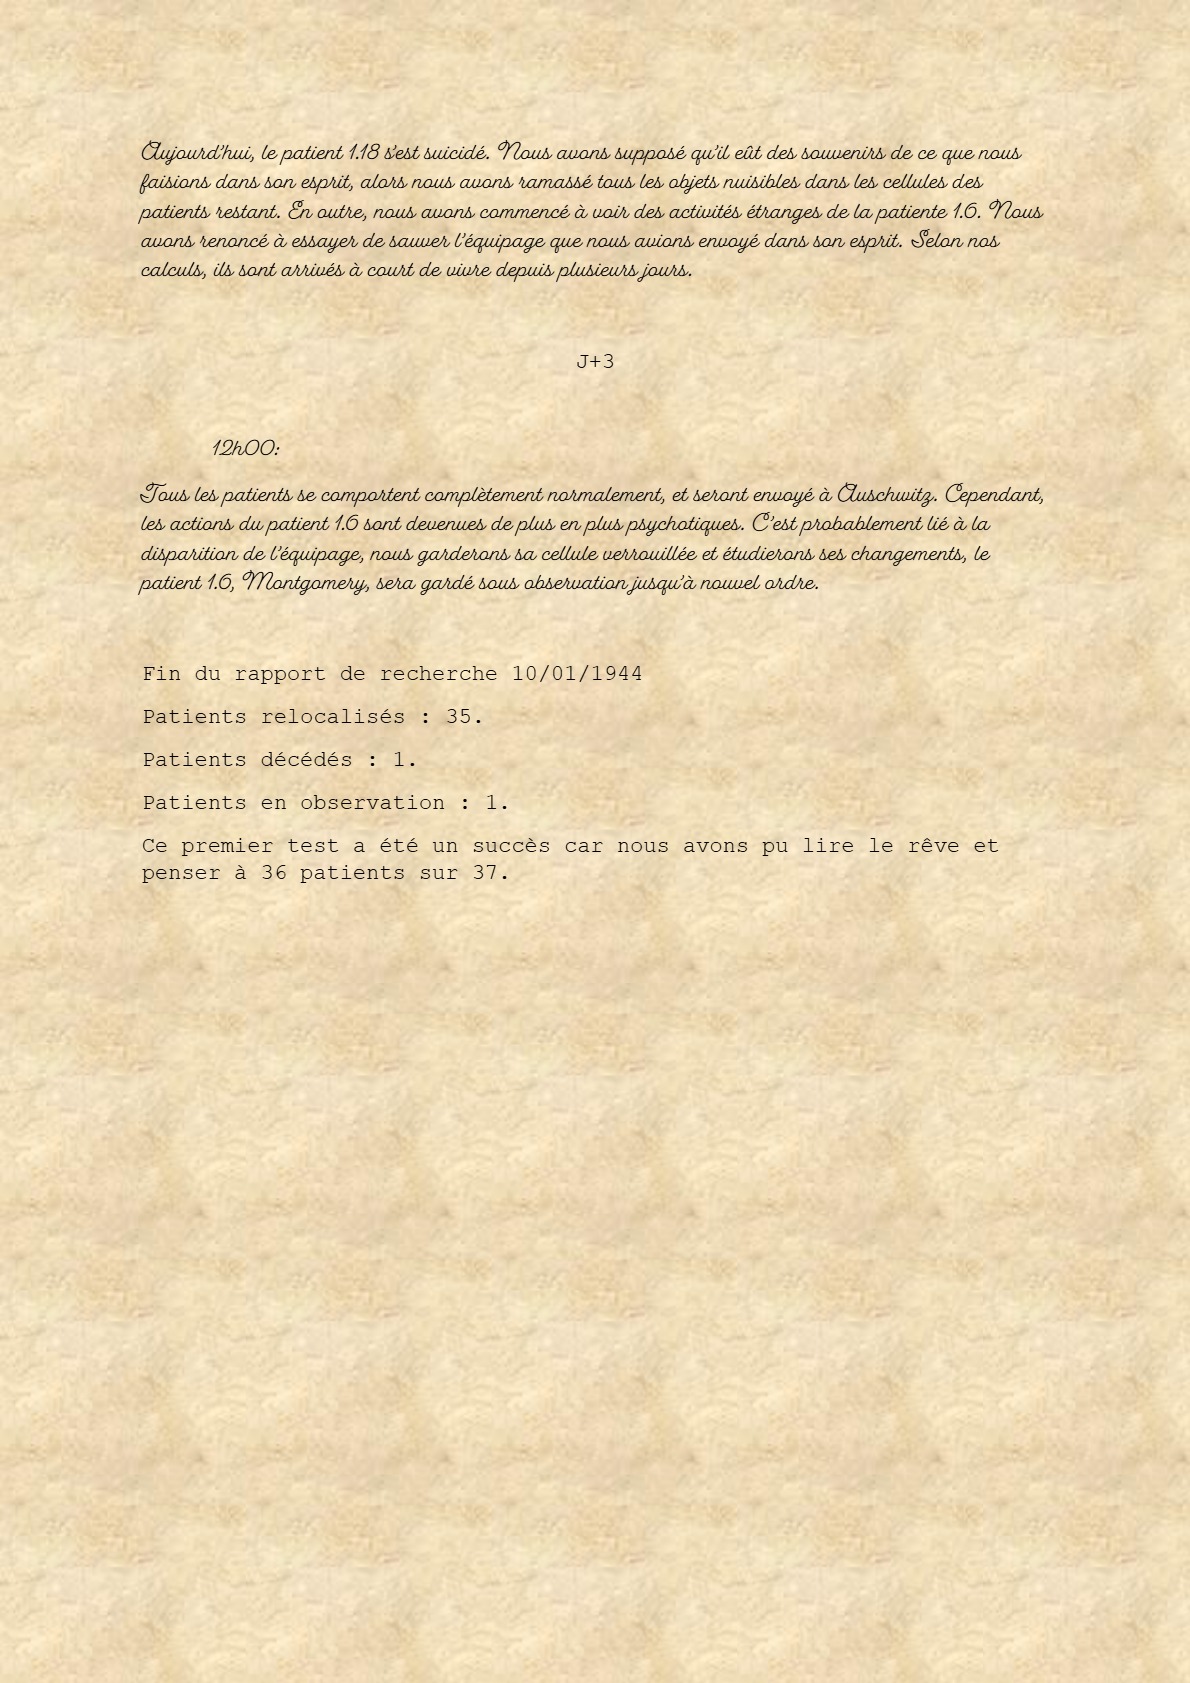 Aujourd'hui, le patient 1.18 s'est suicidé. Nous avons supposé qu'il eût des souvenirs de ce que nous
faisions dans son esprit, alors nous avons ramassé tous les objets nuisibles dans les cellules des
patients restant. En outre, nous avons commencé à voir des activités étranges de la patiente 1.6. Nous
avons renoncé à essayer de sauver l'équipage que nous avions envoyé dans son esprit. Selon nos
calculs, ils sont arrivés à court de vivre depuis plusieurs jours.
J+3
12h00:
Tous les patients se comportent complètement normalement, et seront envoyé à Auschwitz. Cependant,
les actions du patient 1.6 sont devenues de plus en plus psychotiques. C'est probablement lié à la
disparition de l'équipage, nous garderons sa cellule verrouillée et étudierons ses changements, le
patient 1.6, Montgomery, sera gardé sous observation jusqu'à nouvel ordre.
Fin du rapport de recherche 10/01/1944
Patients relocalisés : 35.
Patients décédés : 1.
Patients en observation : 1.
Ce premier test a été un succès car nous avons pu lire le rêve et
penser à 36 patients sur 37.